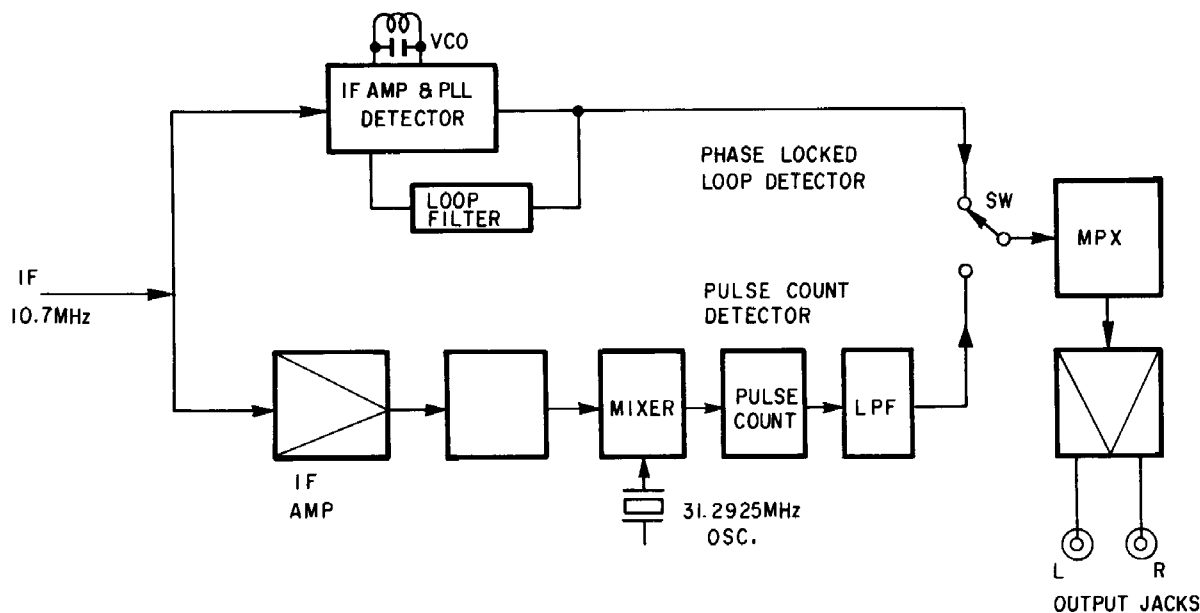 VCO
IF AMP & PLL
DETECTOR
LOOP
FILTER
PHASE LOCKED
LOOP DETECTOR
SW
MPX
IF
10.7MHz
PULSE COUNT
DETECTOR
MIXER
PULSE
COUNT
LPF
IF
AMP
31.2925MHz
OSC.
L
R
OUTPUT JACKS